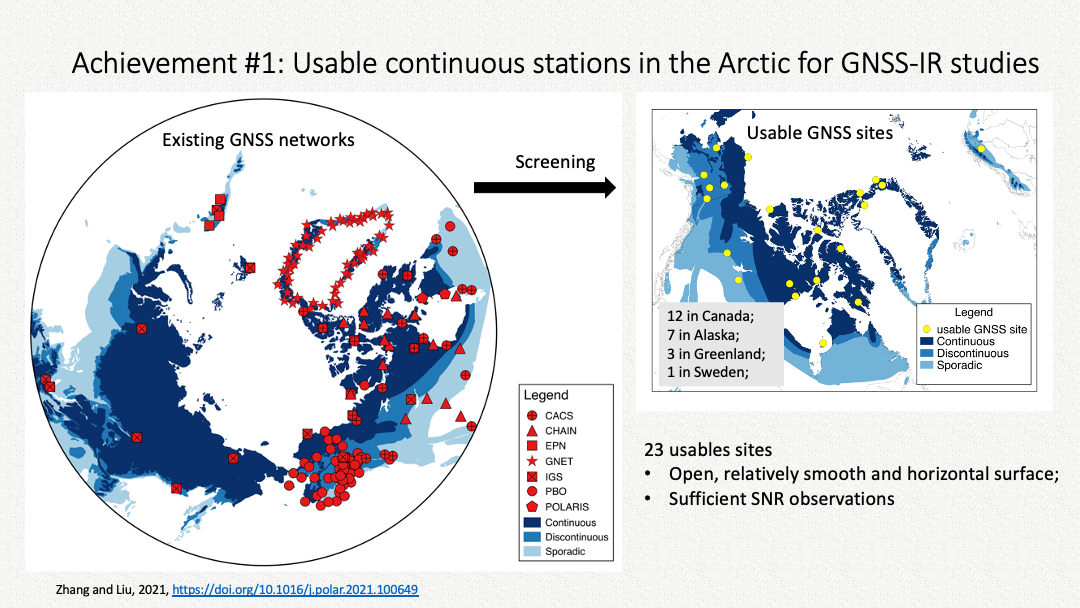 Achievement #1: Usable continuous stations in the Arctic for GNSS-IR studies
Existing GNSS networks
Legend
CACS
CHAIN
EPN
GNET
IGS
PBO
POLARIS
Continuous
Discontinuous
Sporadic
Screening
Usable GNSS sites
12 in Canada;
7 in Alaska;
3 in Greenland;
1 in Sweden;
Legend
usable GNSS site
Continuous
Discontinuous
Sporadic
23 usables sites
• Open, relatively smooth and horizontal surface;
• Sufficient SNR observations
Zhang and Liu, 2021, https://doi.org/10.1016/j.polar.2021.100649